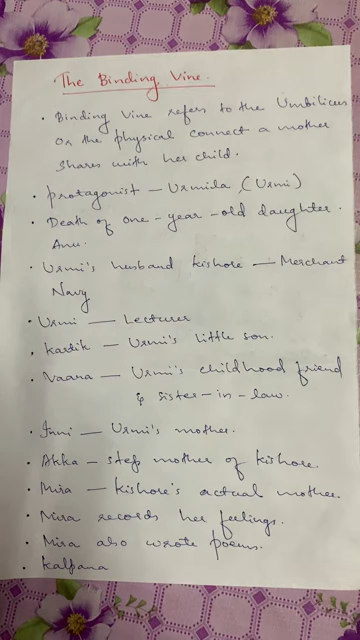 The Binding Vine.
• Binding Vine refers to the Umbilicus
Or the physical connect a mother
shares with her child.
• protagonist — Urmila (Urmi)
• Death of one-year-old daughter.
Anu.
• Urmi's husband kishore — Merchant
Navy
• Urmi — Lecturer
• Kartik — Urmi's little son.
• Vaana — Urmi's childhood friend
& sister-in-law.
• Inni — Urmi's mother.
• Akka — step mother of kishore.
• Mira — kishore's actual mother.
• Mira records her feelings.
• Mira also wrote poems.
• kalpana